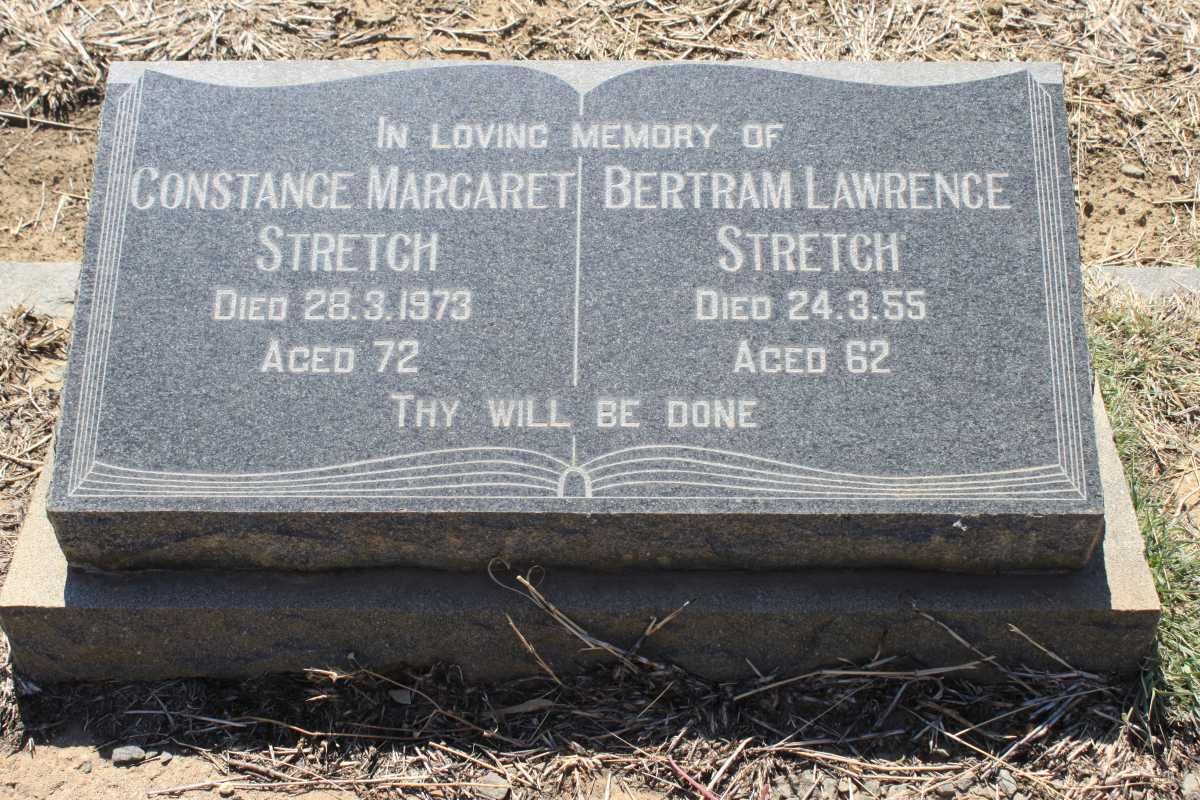 In loving memory of
Constance Margaret
Stretch
Died 28.3.1973
Aged 72
Bertram Lawrence
Stretch
Died 24.3.55
Aged 62
Thy will be done